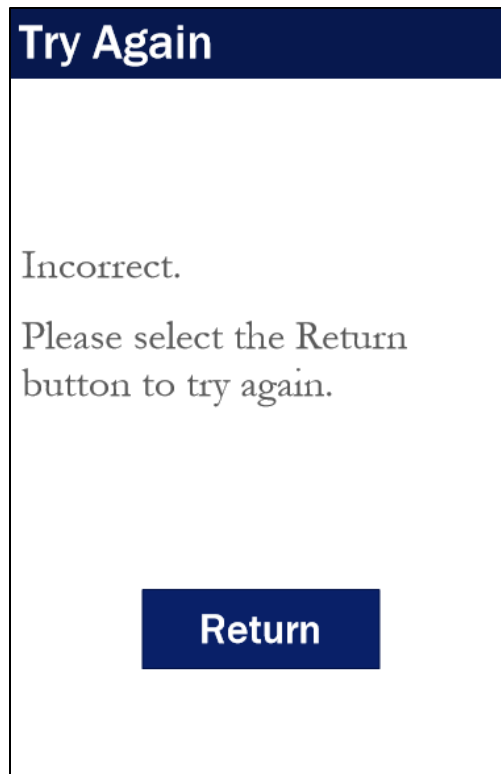 Try Again
Incorrect.
Please select the Return
button to try again.
Return